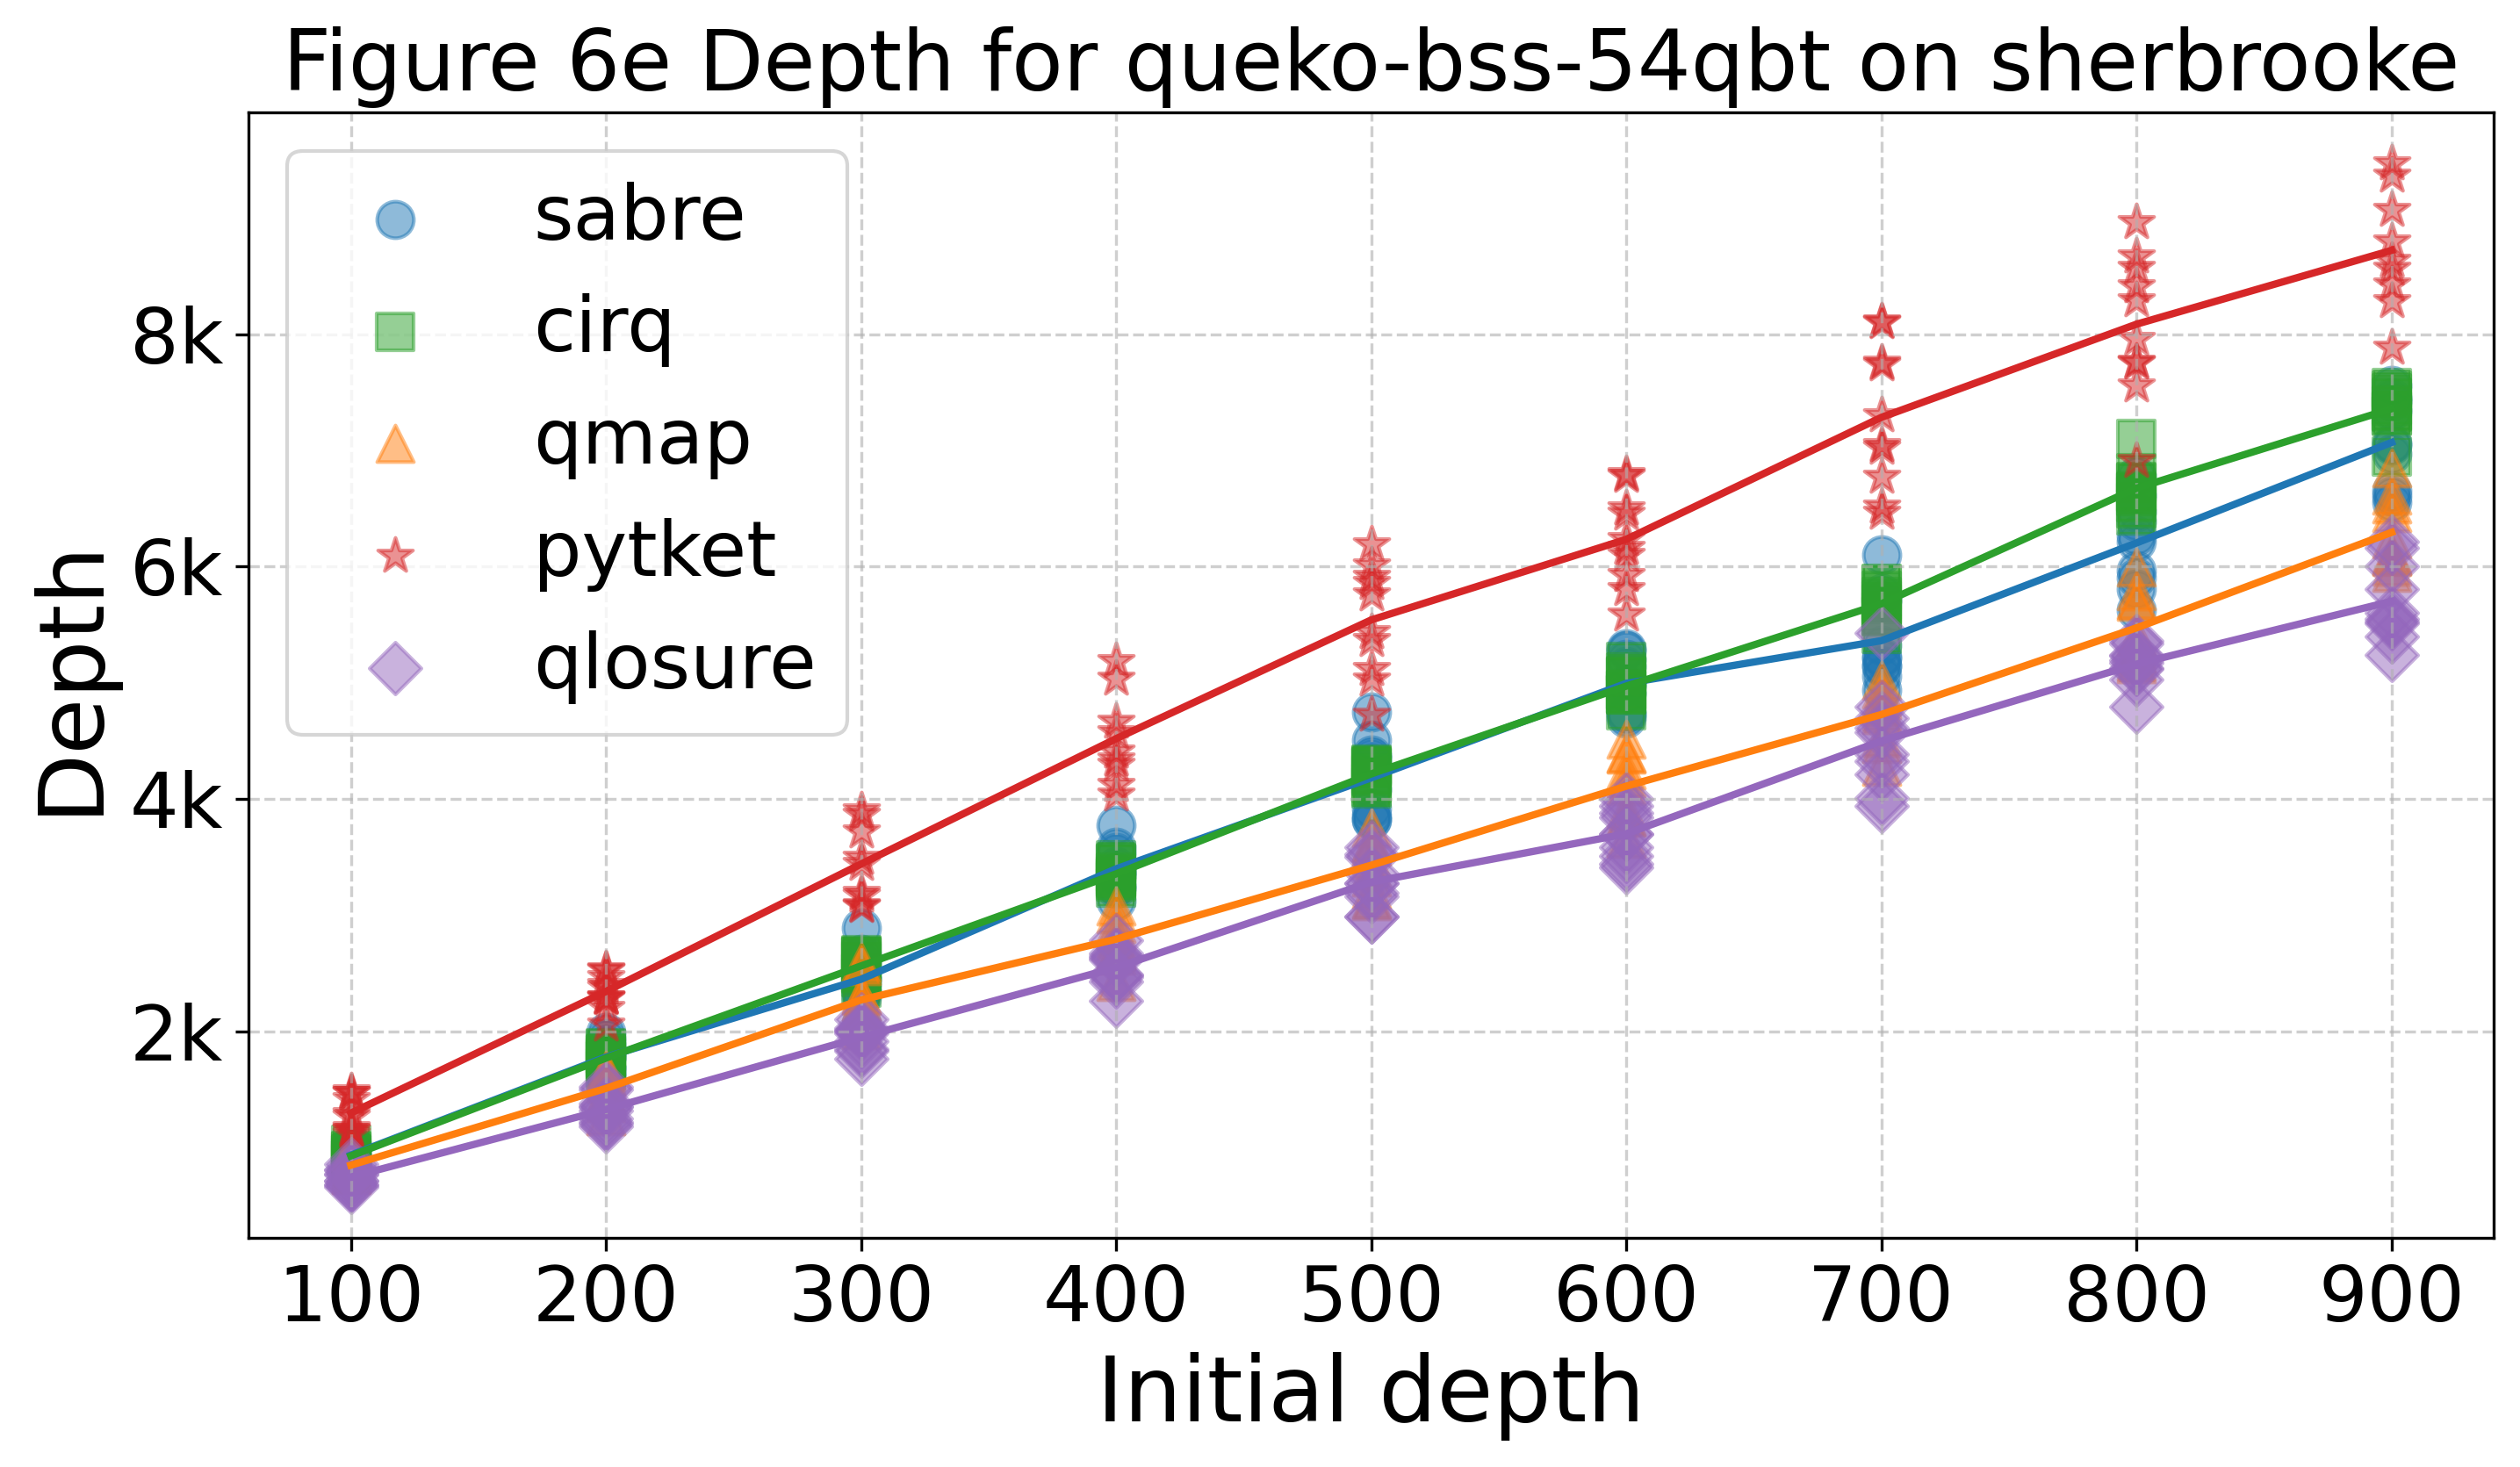 Figure 6e Depth for queko-bss-54qbt on sherbrooke
sabre
cirq
qmap
pytket
qlosure
Depth
8k
6k
4k
2k
100 200 300 400 500 600 700 800 900
Initial depth